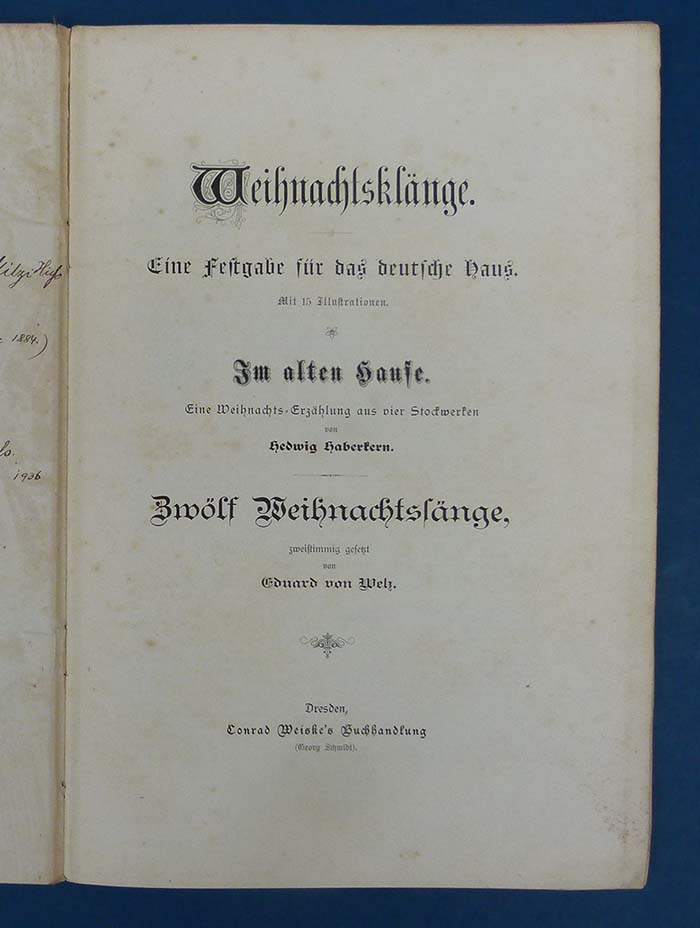 1884.)
1936
Weihnachtsklänge.
Eine Feſtgabe für das deutſche Haus.
Mit 15 Illuſtrationen.
Im alten Hauſe.
Eine Weihnachts-Erzählung aus vier Stockwerken
von
Hedwig Haberkern.
Zwölf Weihnachtsſänge,
zweiſtimmig geſetzt
von
Eduard von Welz.
Dresden,
Conrad Weiske's Buchhandlung
(Georg Schmidt).